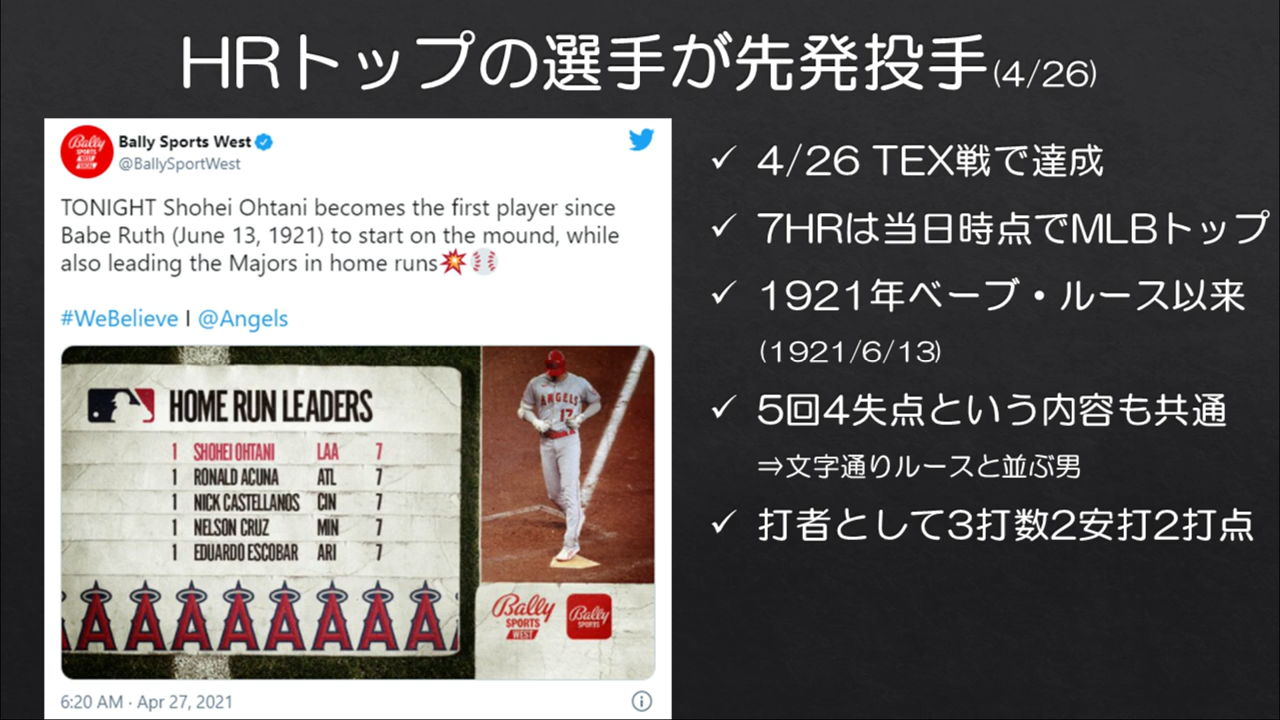 HRトップの選手が先発投手(4/26)
Bally Sports West
@BallySportWest
TONIGHT Shohei Ohtani becomes the first player since
Babe Ruth (June 13, 1921) to start on the mound, while
also leading the Majors in home runs💥⚾
#WeBelieve I @Angels
HOME RUN LEADERS
1 SHOHEI OHTANI LAA 7
1 RONALD ACUNA ATL 7
1 NICK CASTELLANOS CIN 7
1 NELSON CRUZ MIN 7
1 EDUARDO ESCOBAR ARI 7
ANGELS
17
Bally
SPORTS
WEST
Bally
SPORTS
6:20 AM · Apr 27, 2021
✓ 4/26 TEX戦で達成
✓ 7HRは当日時点でMLBトップ
✓ 1921年ベーブ・ルース以来
(1921/6/13)
✓ 5回4失点という内容も共通
⇒文字通りルースと並ぶ男
✓ 打者として3打数2安打2打点